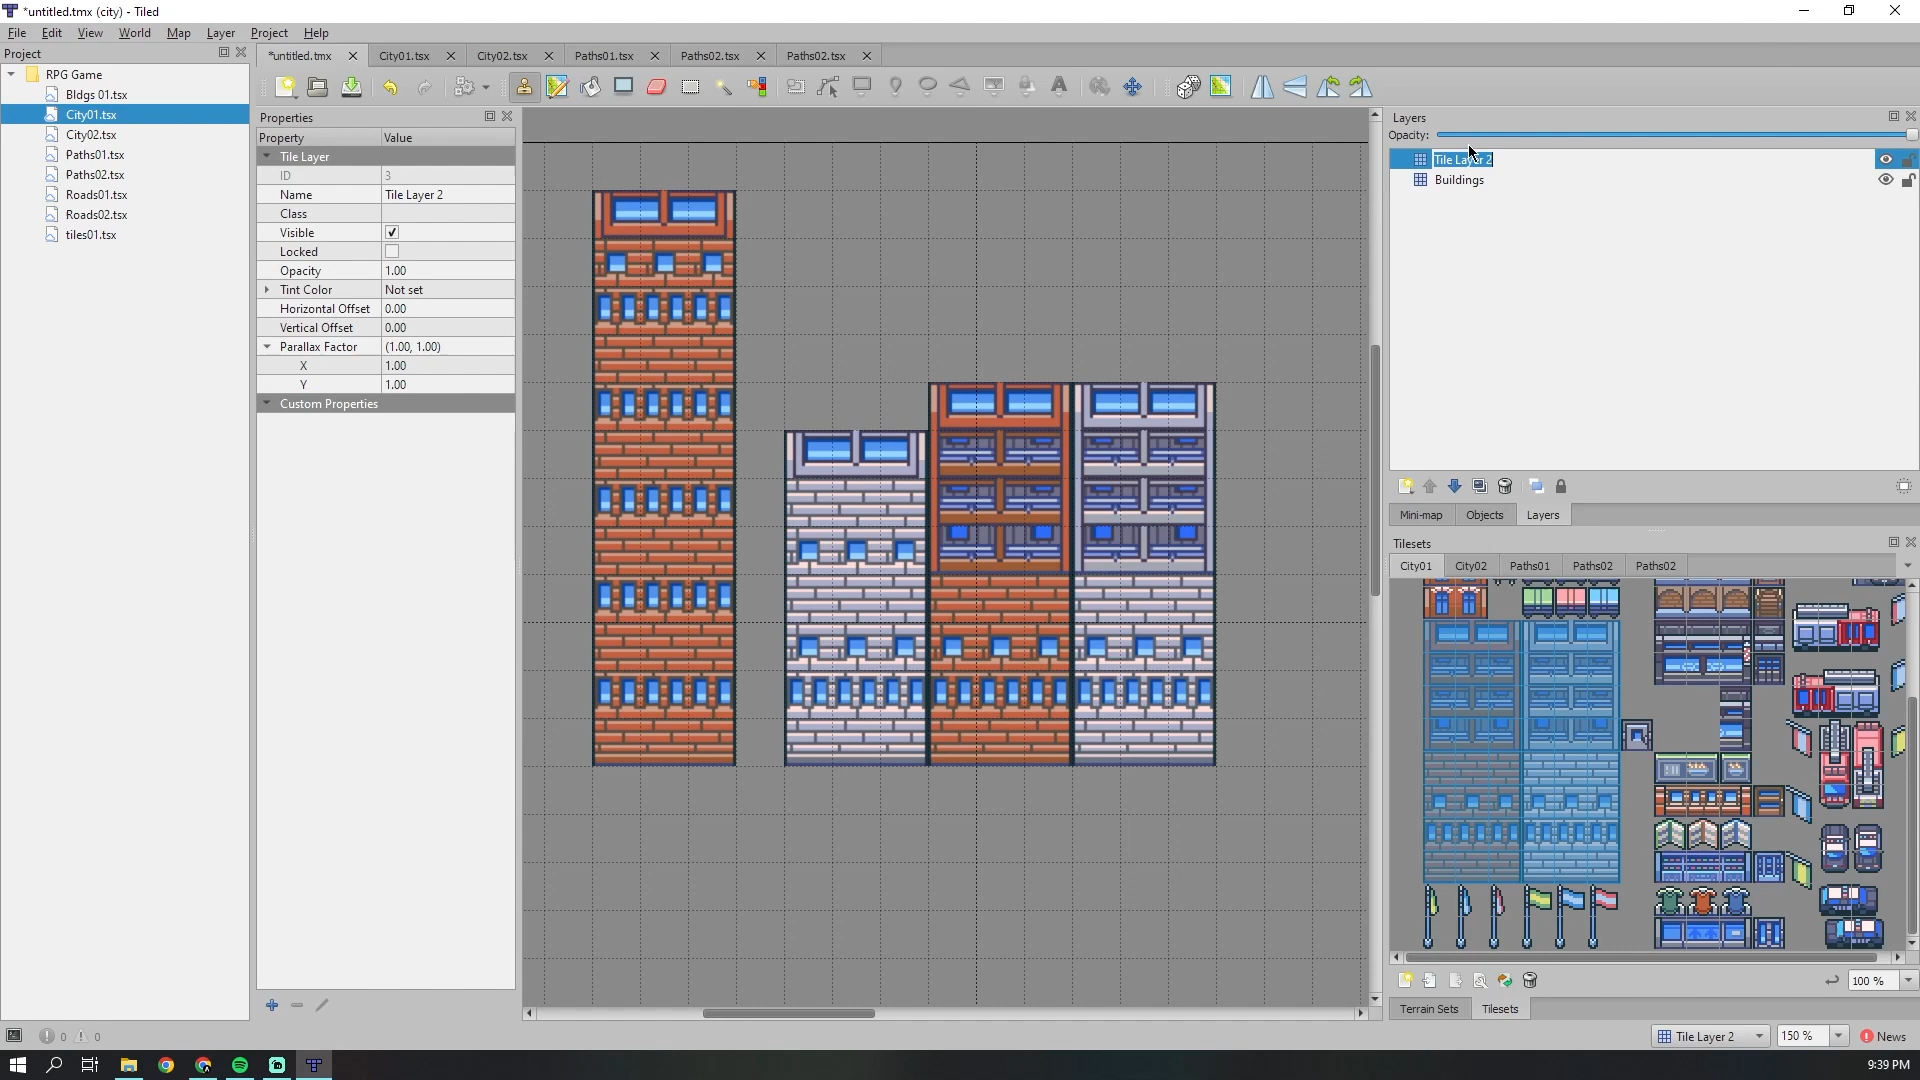 *untitled.tmx (city) - Tiled
File Edit View World Map Layer Project Help
Project
RPG Game
Bldgs 01.tsx
City01.tsx
City02.tsx
Paths01.tsx
Paths02.tsx
Roads01.tsx
Roads02.tsx
tiles01.tsx
*untitled.tmx City01.tsx City02.tsx Paths01.tsx Paths02.tsx Paths02.tsx
Properties
Property Value
Tile Layer
ID 3
Name Tile Layer 2
Class
Visible
Locked
Opacity 1.00
Tint Color Not set
Horizontal Offset 0.00
Vertical Offset 0.00
Parallax Factor (1.00, 1.00)
X 1.00
Y 1.00
Custom Properties
Layers
Opacity:
Tile Layer 2
Buildings
Mini-map Objects Layers
Tilesets
City01 City02 Paths01 Paths02 Paths02
100 %
Terrain Sets Tilesets
0 0
Tile Layer 2 150 % News
9:39 PM